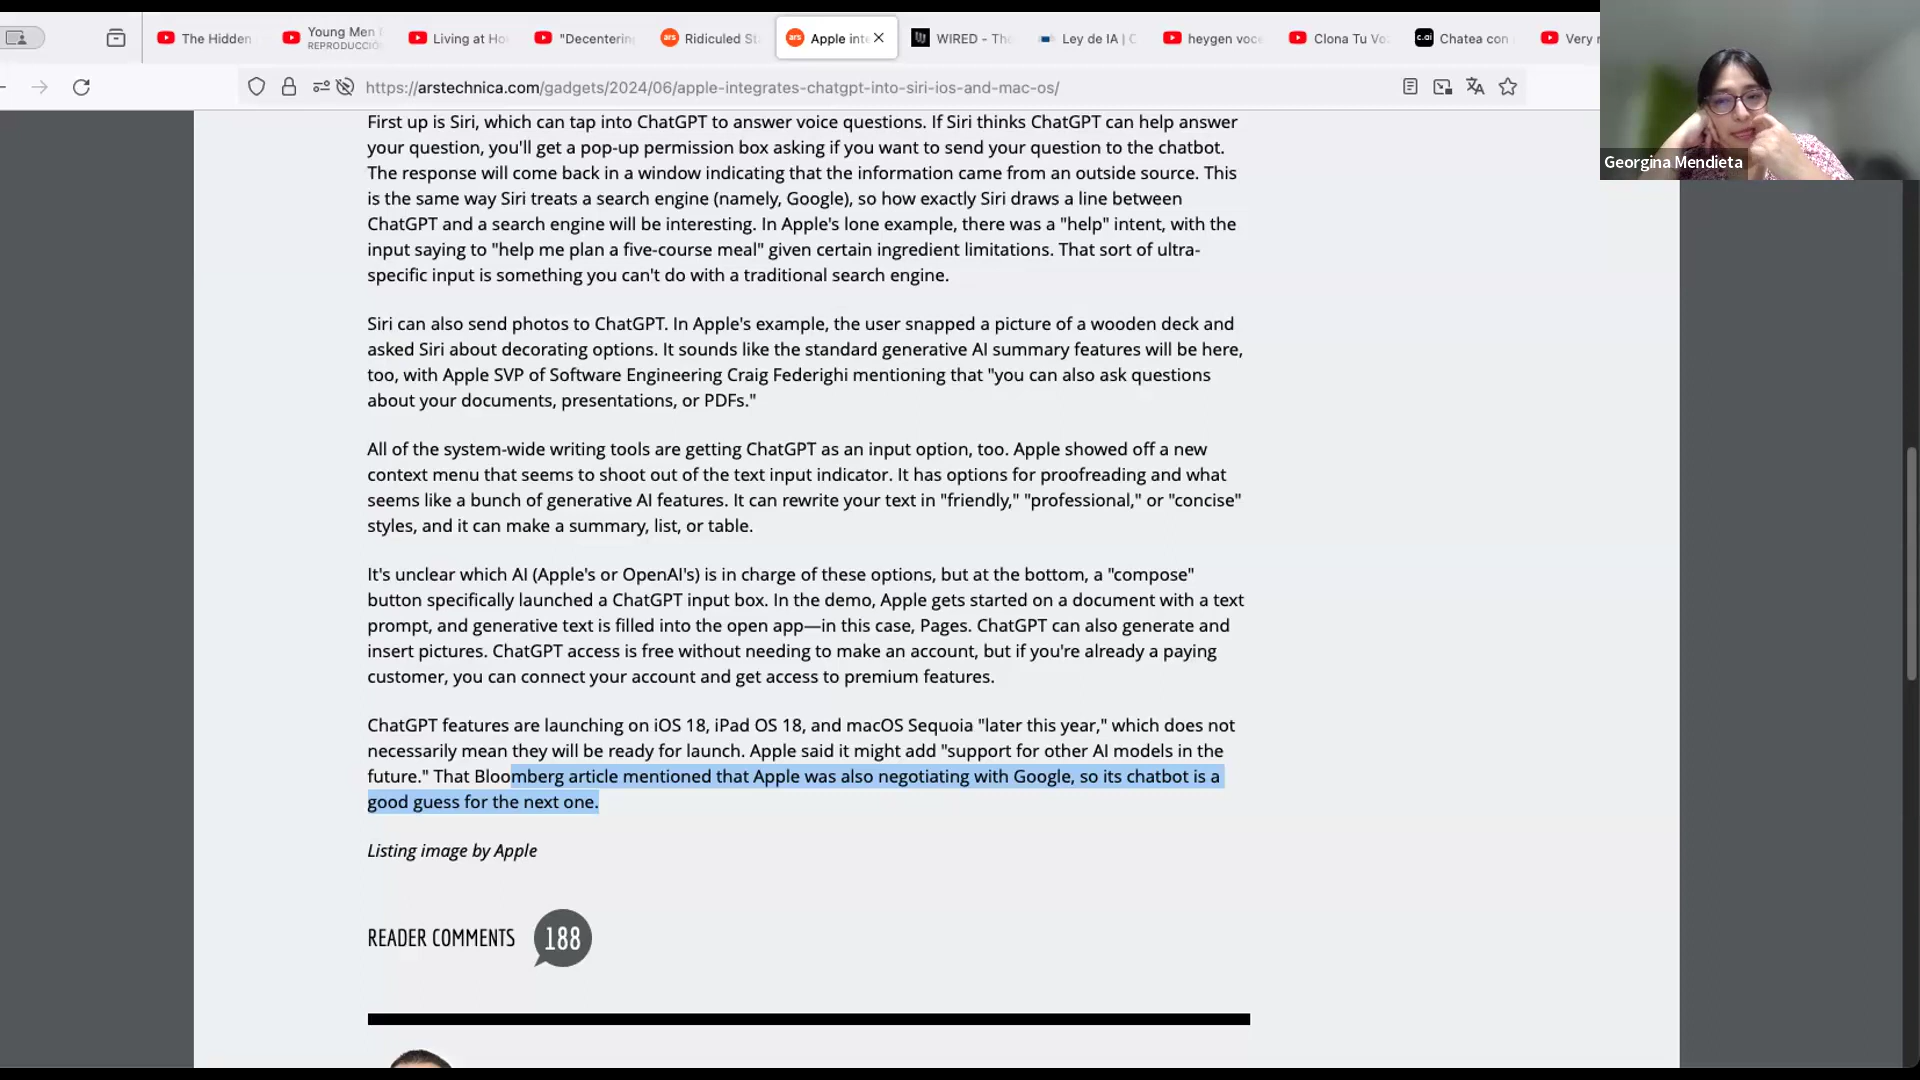 The Hidden
Young Men T
REPRODUCCIÓN
Living at Ho
"Decentering
Ridiculed St
Apple int
WIRED - The
Ley de IA | C
heygen voc
Clona Tu Vo
Chatea con
Very
https://arstechnica.com/gadgets/2024/06/apple-integrates-chatgpt-into-siri-ios-and-mac-os/
Georgina Mendieta
First up is Siri, which can tap into ChatGPT to answer voice questions. If Siri thinks ChatGPT can help answer
your question, you'll get a pop-up permission box asking if you want to send your question to the chatbot.
The response will come back in a window indicating that the information came from an outside source. This
is the same way Siri treats a search engine (namely, Google), so how exactly Siri draws a line between
ChatGPT and a search engine will be interesting. In Apple's lone example, there was a "help" intent, with the
input saying to "help me plan a five-course meal" given certain ingredient limitations. That sort of ultra-
specific input is something you can't do with a traditional search engine.
Siri can also send photos to ChatGPT. In Apple's example, the user snapped a picture of a wooden deck and
asked Siri about decorating options. It sounds like the standard generative AI summary features will be here,
too, with Apple SVP of Software Engineering Craig Federighi mentioning that "you can also ask questions
about your documents, presentations, or PDFs."
All of the system-wide writing tools are getting ChatGPT as an input option, too. Apple showed off a new
context menu that seems to shoot out of the text input indicator. It has options for proofreading and what
seems like a bunch of generative AI features. It can rewrite your text in "friendly," "professional," or "concise"
styles, and it can make a summary, list, or table.
It's unclear which AI (Apple's or OpenAI's) is in charge of these options, but at the bottom, a "compose"
button specifically launched a ChatGPT input box. In the demo, Apple gets started on a document with a text
prompt, and generative text is filled into the open app—in this case, Pages. ChatGPT can also generate and
insert pictures. ChatGPT access is free without needing to make an account, but if you're already a paying
customer, you can connect your account and get access to premium features.
ChatGPT features are launching on iOS 18, iPad OS 18, and macOS Sequoia "later this year," which does not
necessarily mean they will be ready for launch. Apple said it might add "support for other AI models in the
future." That Bloomberg article mentioned that Apple was also negotiating with Google, so its chatbot is a
good guess for the next one.
Listing image by Apple
READER COMMENTS 188